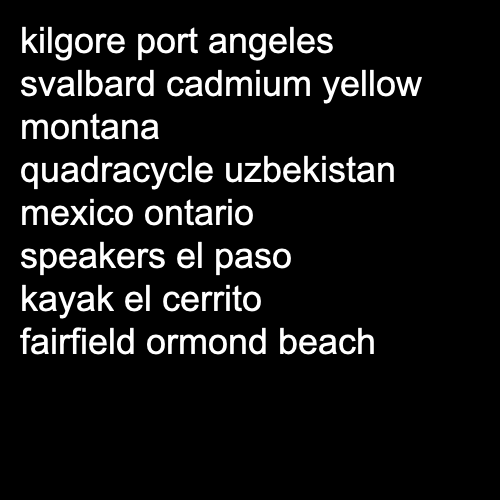 kilgore port angeles
svalbard cadmium yellow
montana
quadracycle uzbekistan
mexico ontario
speakers el paso
kayak el cerrito
fairfield ormond beach